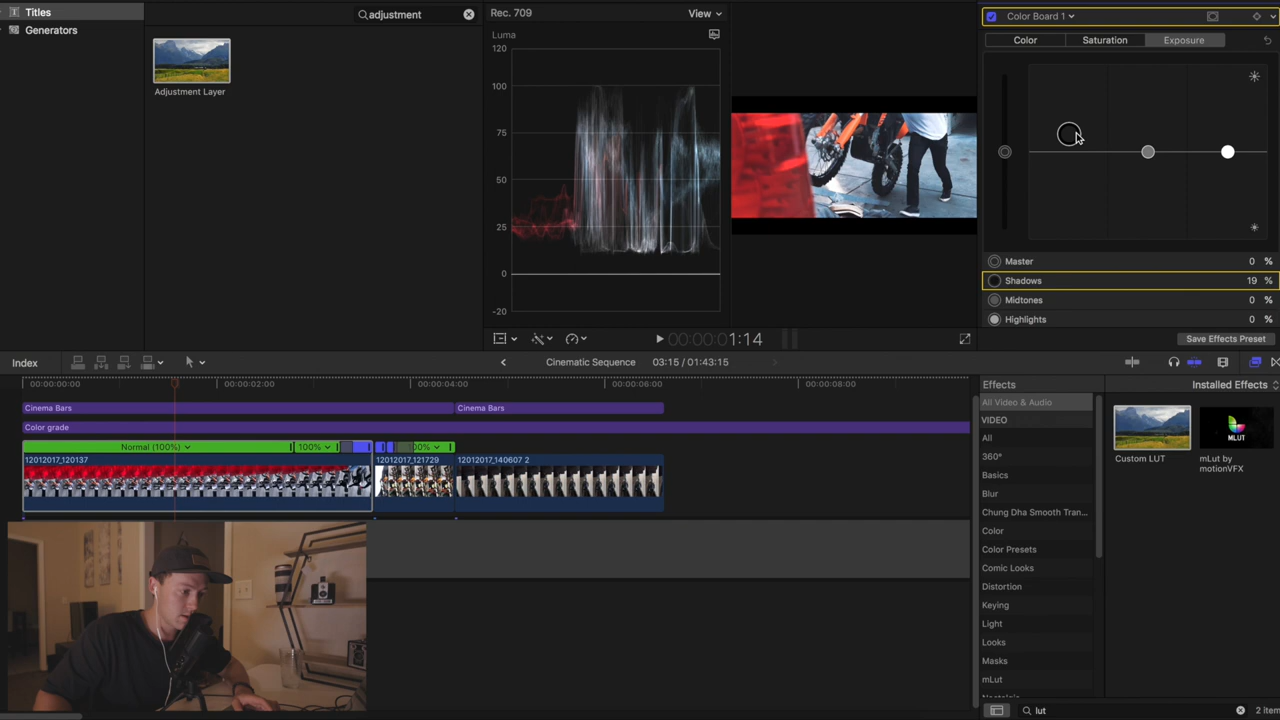 Titles
Generators
adjustment
Adjustment Layer
Rec. 709
View
Luma
120
100
75
50
25
0
-20
00:00:00:01:14
Color Board 1
Color
Saturation
Exposure
Master
0 %
Shadows
19 %
Midtones
0 %
Highlights
0 %
Save Effects Preset
Index
Cinematic Sequence
03:15 / 01:43:15
00:00:00:00
00:00:02:00
00:00:04:00
00:00:06:00
00:00:08:00
Cinema Bars
Cinema Bars
Color grade
Normal (100%)
100%
00%
12012017_120137
12012017_121729
12012017_140607 2
Effects
Installed Effects
All Video & Audio
VIDEO
All
360°
Basics
Blur
Chung Dha Smooth Tran...
Color
Color Presets
Comic Looks
Distortion
Keying
Light
Looks
Masks
mLut
Custom LUT
MLUT
mLut by
motionVFX
lut
2 item